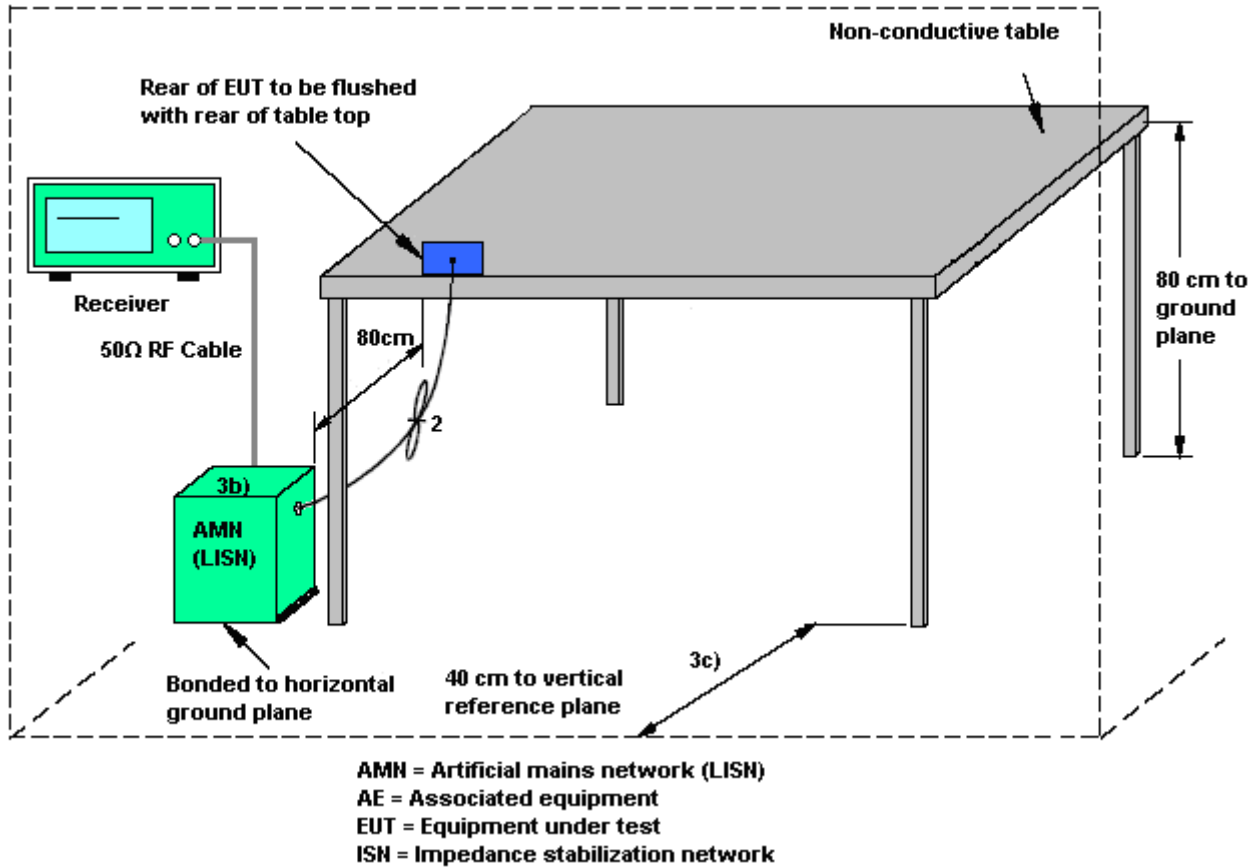 Non-conductive table
Rear of EUT to be flushed
with rear of table top
Receiver
50Ω RF Cable
80cm
2
80 cm to
ground
plane
3b)
AMN
(LISN)
3c)
Bonded to horizontal
ground plane
40 cm to vertical
reference plane
AMN = Artificial mains network (LISN)
AE = Associated equipment
EUT = Equipment under test
ISN = Impedance stabilization network